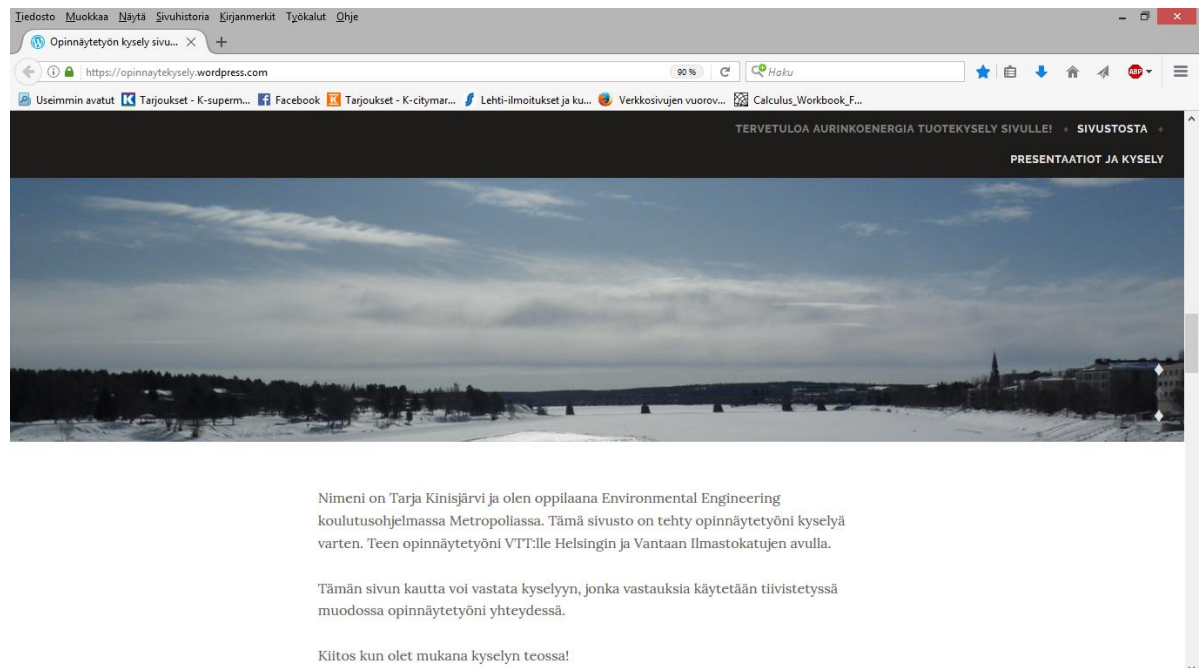 Tiedosto Muokkaa Näytä Sivuhistoria Kirjanmerkit Työkalut Ohje
Opinnäytetyön kysely sivu...
https://opinnaytekysely.wordpress.com 90 % Haku ABP
Useimmin avatut Tarjoukset - K-superm... Facebook Tarjoukset - K-citymar... Lehti-ilmoitukset ja ku... Verkkosivujen vuorov... Calculus_Workbook_F...
TERVETULOA AURINKOENERGIA TUOTEKYSELY SIVULLE! SIVUSTOSTA
PRESENTAATIOT JA KYSELY
Nimeni on Tarja Kinisjärvi ja olen oppilaana Environmental Engineering
koulutusohjelmassa Metropoliassa. Tämä sivusto on tehty opinnäytetyöni kyselyä
varten. Teen opinnäytetyöni VTT:lle Helsingin ja Vantaan Ilmastokatujen avulla.
Tämän sivun kautta voi vastata kyselyyn, jonka vastauksia käytetään tiivistetyssä
muodossa opinnäytetyöni yhteydessä.
Kiitos kun olet mukana kyselyn teossa!